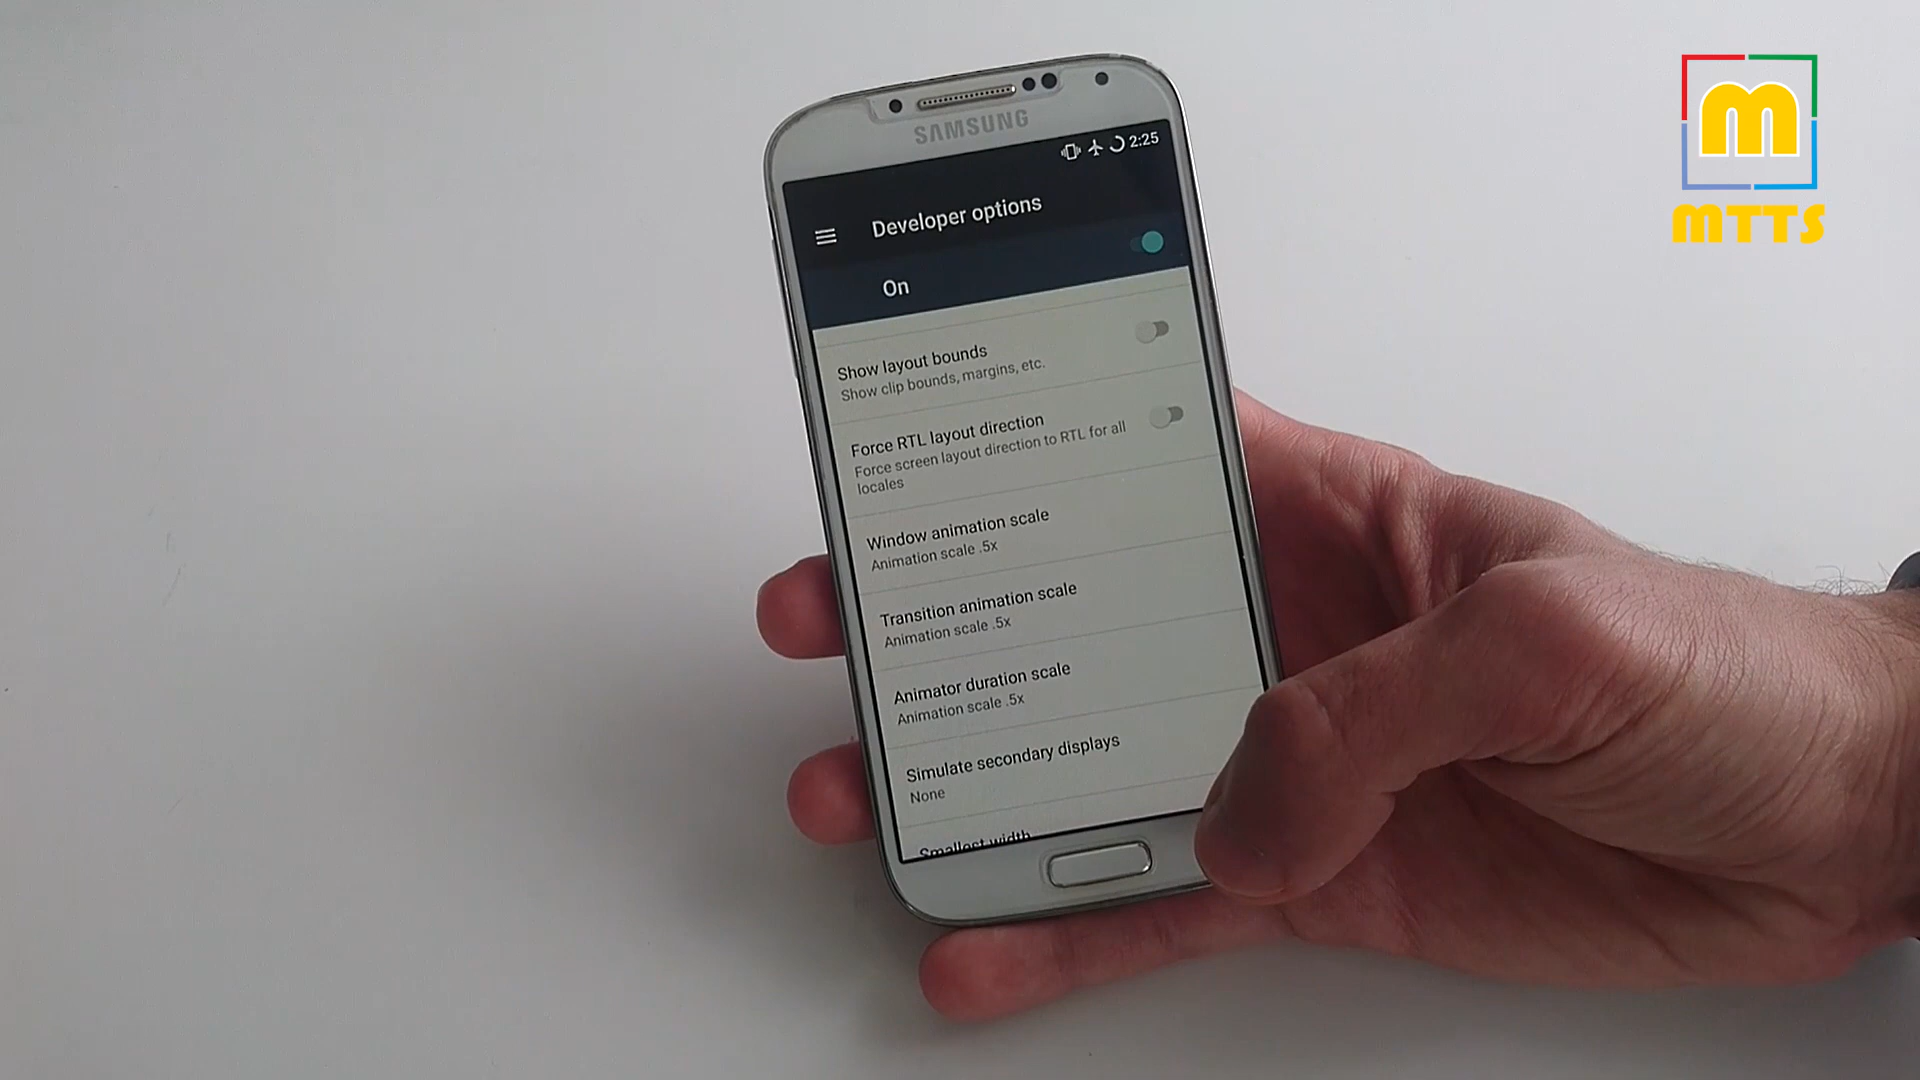 SAMSUNG
2:25
Developer options
On
Show layout bounds
Show clip bounds, margins, etc.
Force RTL layout direction
Force screen layout direction to RTL for all
locales
Window animation scale
Animation scale .5x
Transition animation scale
Animation scale .5x
Animator duration scale
Animation scale .5x
Simulate secondary displays
None
Smallest width
M
MTTS